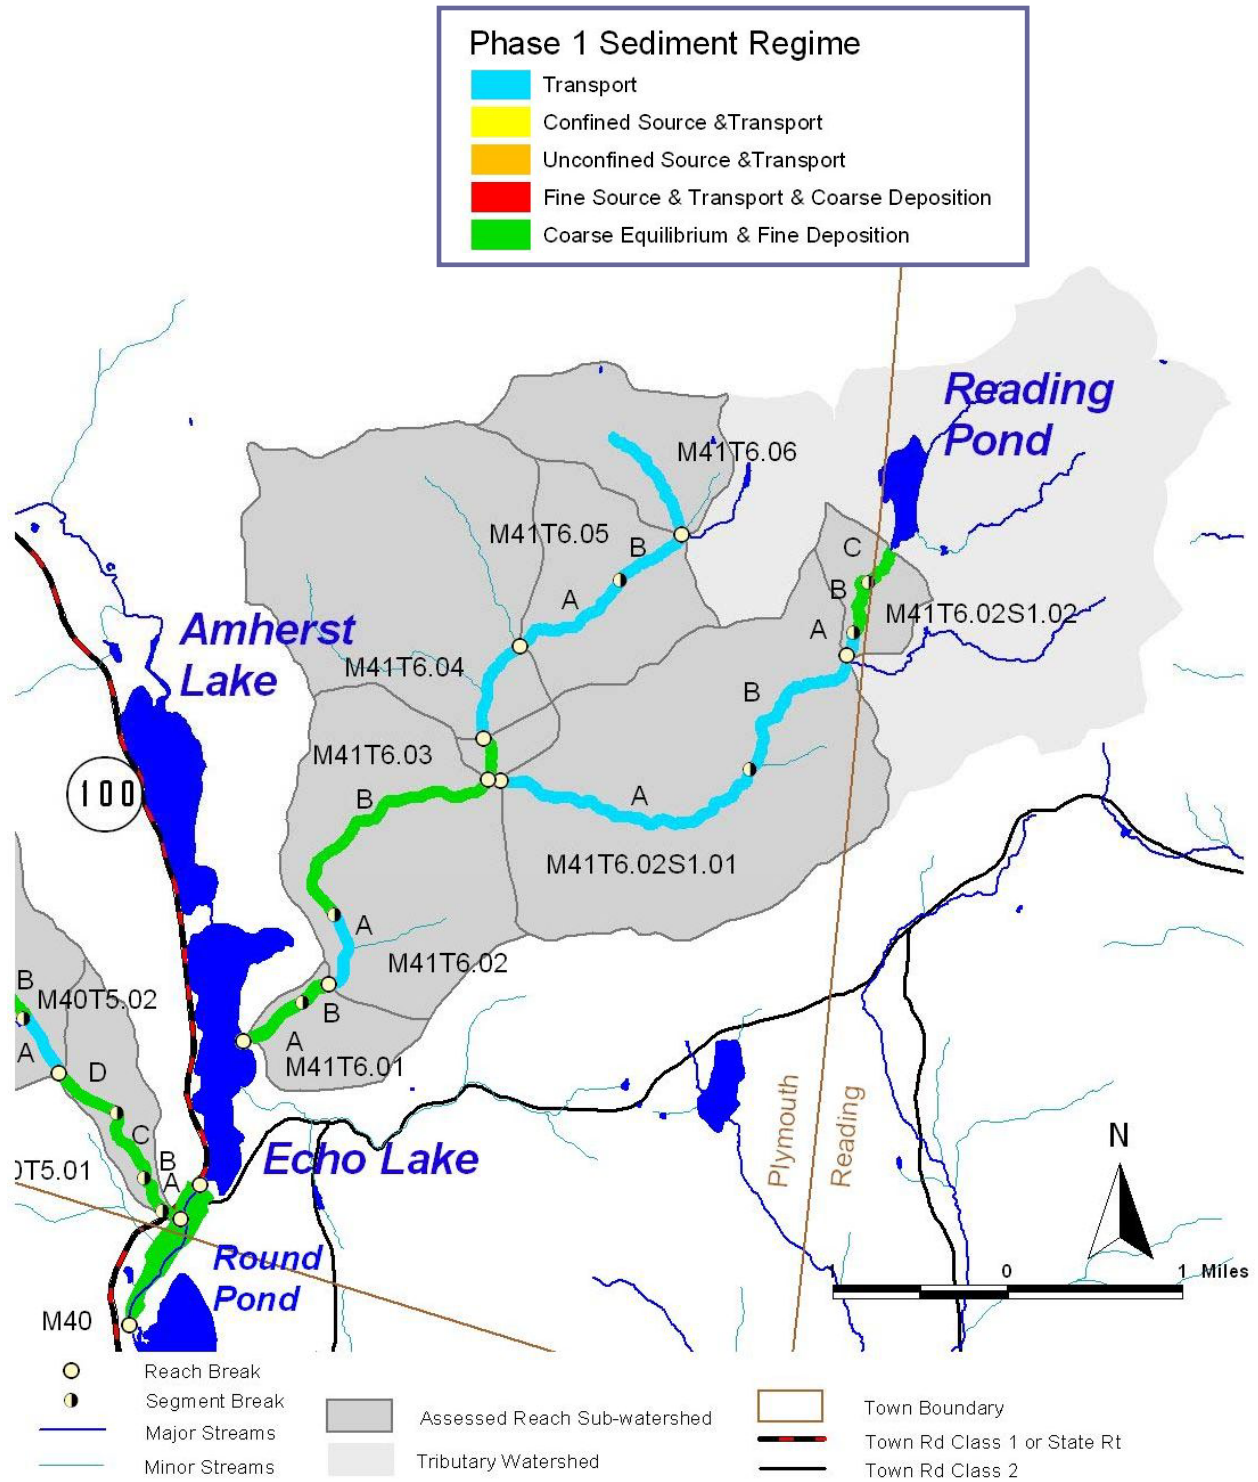 Phase 1 Sediment Regime
Transport
Confined Source &Transport
Unconfined Source &Transport
Fine Source & Transport & Coarse Deposition
Coarse Equilibrium & Fine Deposition
Reading
Pond
M41T6.06
M41T6.05
B
A
C
B
A
M41T6.02S1.02
Amherst
Lake
M41T6.04
B
M41T6.03
100
B
A
M41T6.02S1.01
A
M41T6.02
B
M40T5.02
A
B
A
M41T6.01
D
C
B
A
0T5.01
Echo Lake
Plymouth
Reading
N
Round
Pond
1 0 1 Miles
M40
Reach Break
Segment Break
Major Streams
Minor Streams
Assessed Reach Sub-watershed
Tributary Watershed
Town Boundary
Town Rd Class 1 or State Rt
Town Rd Class 2